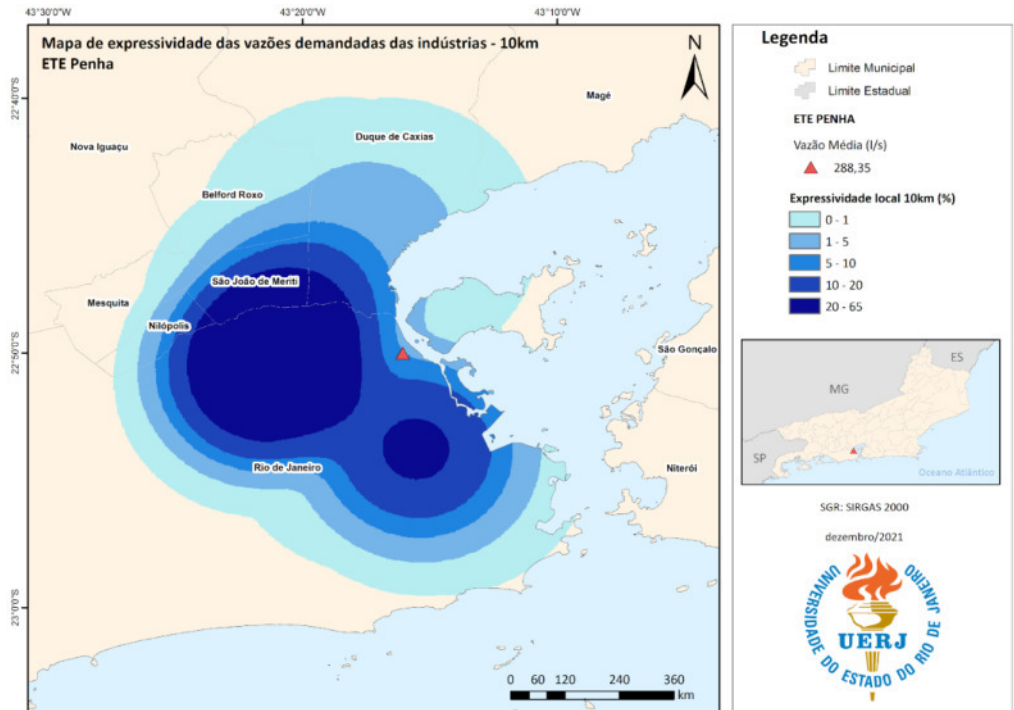 43°30'0"W
43°20'0"W
43°10'0"W
Mapa de expressividade das vazões demandadas das indústrias - 10km
ETE Penha
N
22°40'0"S
22°50'0"S
23°0'0"S
Magé
Duque de Caxias
Nova Iguaçu
Belford Roxo
São João de Meriti
Mesquita
Nilópolis
São Gonçalo
Rio de Janeiro
Niterói
0 60 120 240 360
km
Legenda
Limite Municipal
Limite Estadual
ETE PENHA
Vazão Média (l/s)
288,35
Expressividade local 10km (%)
0 - 1
1 - 5
5 - 10
10 - 20
20 - 65
ES
MG
SP
Oceano Atlântico
SGR: SIRGAS 2000
dezembro/2021
UNIVERSIDADE DO ESTADO DO RIO DE JANEIRO
UERJ